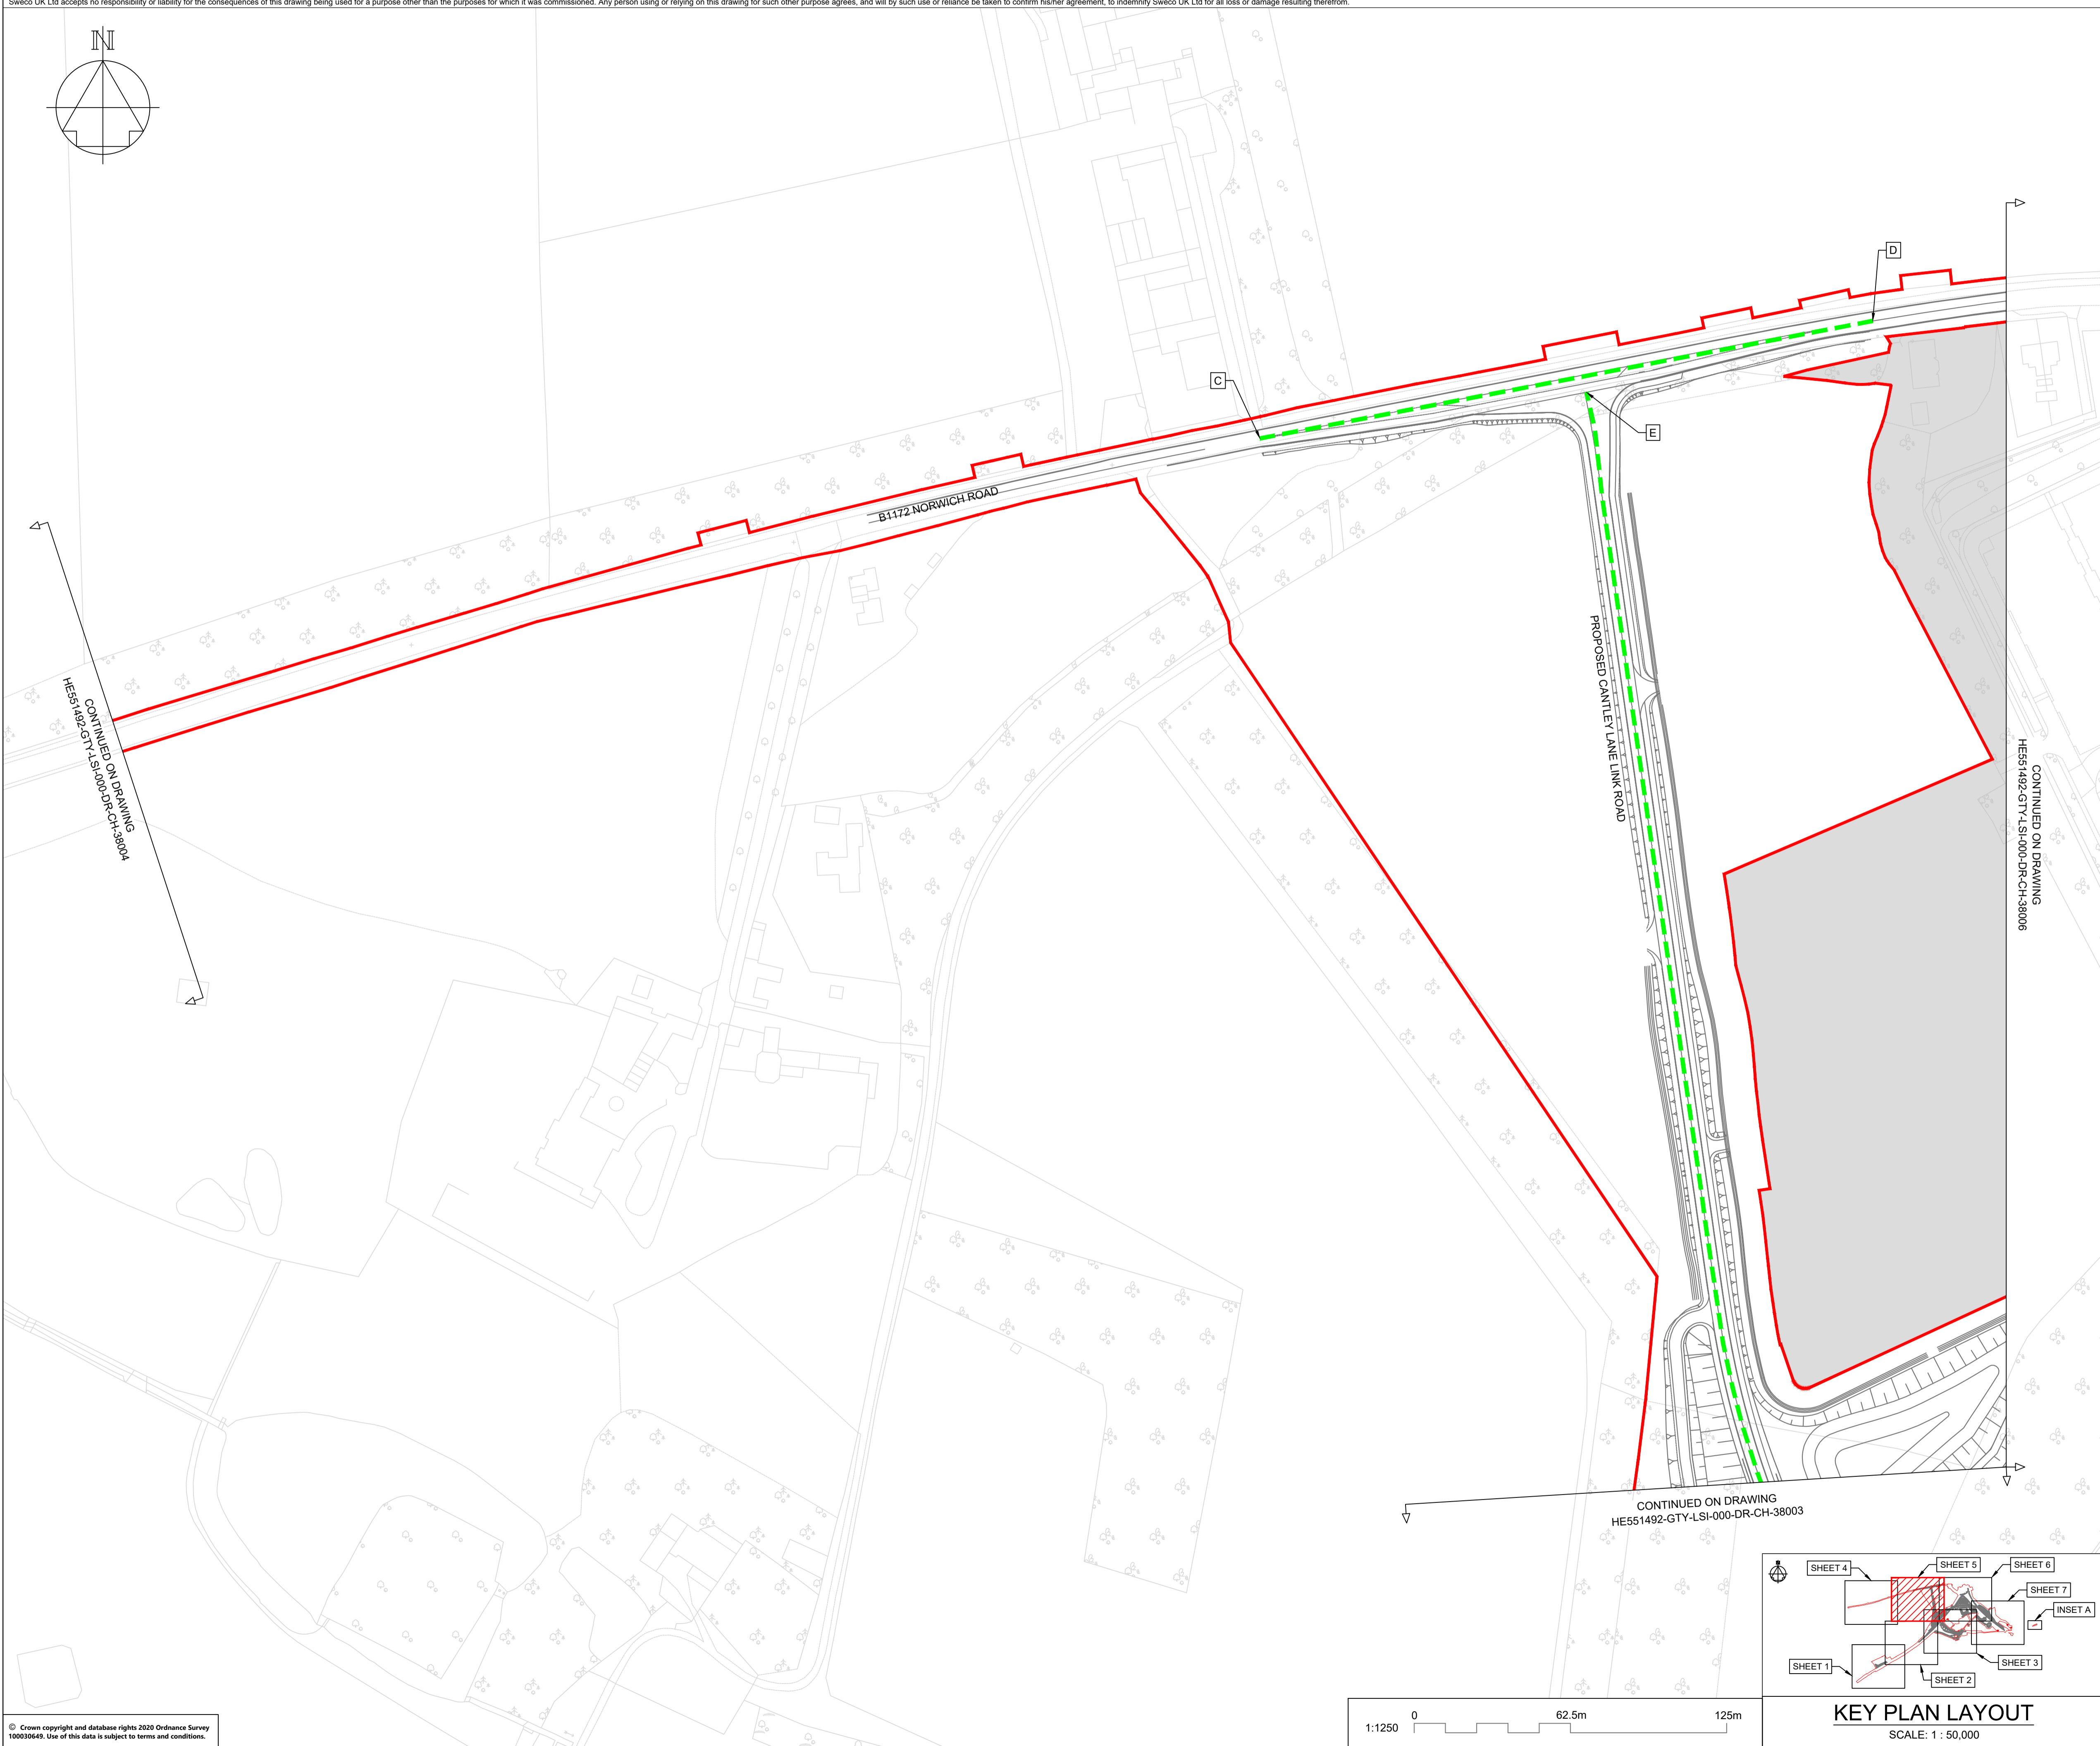 Sweco UK Ltd accepts no responsibility or liability for the consequences of this drawing being used for a purpose other than the purposes for which it was commissioned. Any person using or relying on this drawing for such other purpose agrees, and will by such use or reliance be taken to confirm his/her agreement, to indemnify Sweco UK Ltd for all loss or damage resulting therefrom.
N
D
C
E
B1172 NORWICH ROAD
PROPOSED CANTLEY LANE LINK ROAD
CONTINUED ON DRAWING
HE551492-GTY-LSI-000-DR-CH-38004
CONTINUED ON DRAWING
HE551492-GTY-LSI-000-DR-CH-38006
CONTINUED ON DRAWING
HE551492-GTY-LSI-000-DR-CH-38003
SHEET 4
SHEET 5
SHEET 6
SHEET 7
INSET A
SHEET 1
SHEET 2
SHEET 3
KEY PLAN LAYOUT
SCALE: 1 : 50,000
1:1250
0
62.5m
125m
© Crown copyright and database rights 2020 Ordnance Survey
100030649. Use of this data is subject to terms and conditions.